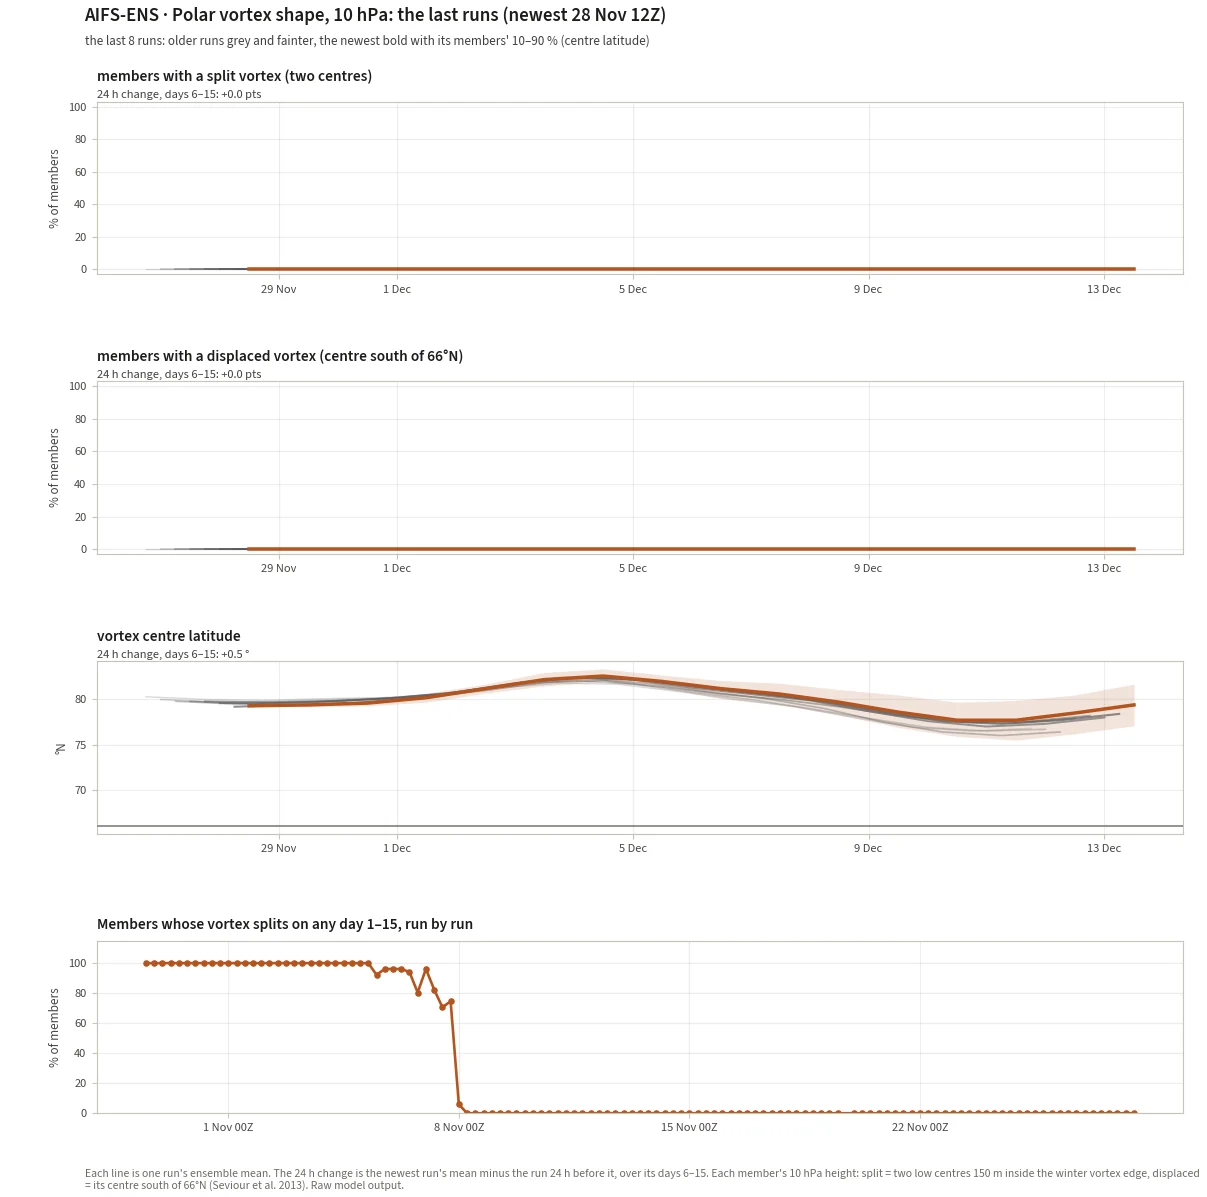 AIFS-ENS · Polar vortex shape, 10 hPa: the last runs (newest 28 Nov 12Z)
the last 8 runs: older runs grey and fainter, the newest bold with its members' 10–90 % (centre latitude)
members with a split vortex (two centres)
24 h change, days 6–15: +0.0 pts
100
80
60
40
20
0
% of members
29 Nov
1 Dec
5 Dec
9 Dec
13 Dec
members with a displaced vortex (centre south of 66°N)
24 h change, days 6–15: +0.0 pts
100
80
60
40
20
0
% of members
29 Nov
1 Dec
5 Dec
9 Dec
13 Dec
vortex centre latitude
24 h change, days 6–15: +0.5 °
80
75
70
°N
29 Nov
1 Dec
5 Dec
9 Dec
13 Dec
Members whose vortex splits on any day 1–15, run by run
100
80
60
40
20
0
% of members
1 Nov 00Z
8 Nov 00Z
15 Nov 00Z
22 Nov 00Z
Each line is one run's ensemble mean. The 24 h change is the newest run's mean minus the run 24 h before it, over its days 6–15. Each member's 10 hPa height: split = two low centres 150 m inside the winter vortex edge, displaced
= its centre south of 66°N (Seviour et al. 2013). Raw model output.